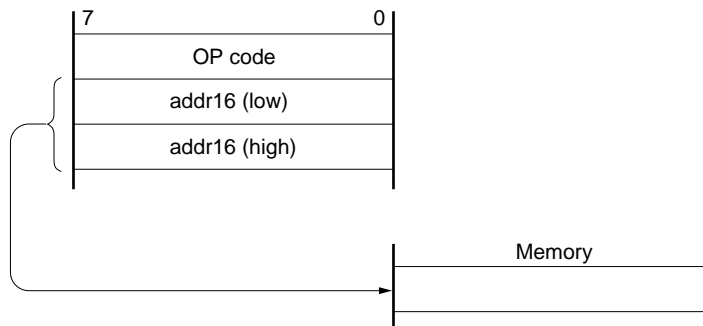 7 0
OP code
addr16 (low)
addr16 (high)
Memory